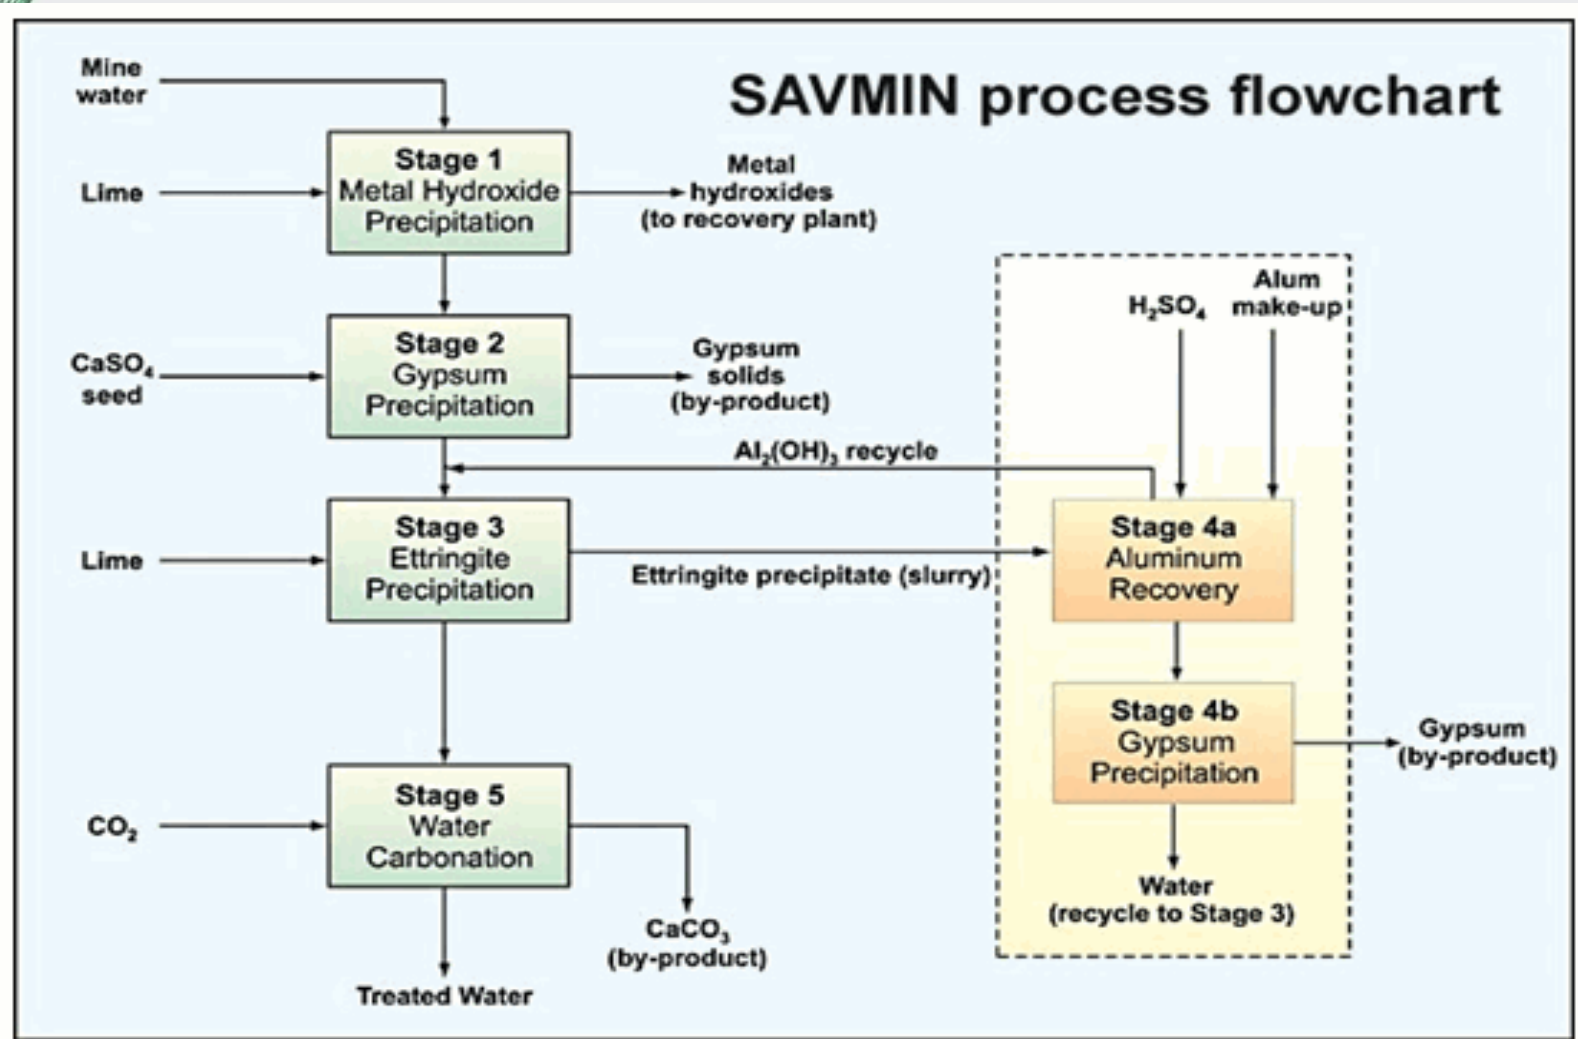 SAVMIN process flowchart
Mine
water
Stage 1
Metal Hydroxide
Precipitation
Lime
Metal
hydroxides
(to recovery plant)
Stage 2
Gypsum
Precipitation
CaSO₄
seed
Gypsum
solids
(by-product)
Al₂(OH)₃ recycle
H₂SO₄
Alum
make-up
Stage 3
Ettringite
Precipitation
Lime
Ettringite precipitate (slurry)
Stage 4a
Aluminum
Recovery
Stage 4b
Gypsum
Precipitation
Gypsum
(by-product)
Water
(recycle to Stage 3)
Stage 5
Water
Carbonation
CO₂
CaCO₃
(by-product)
Treated Water